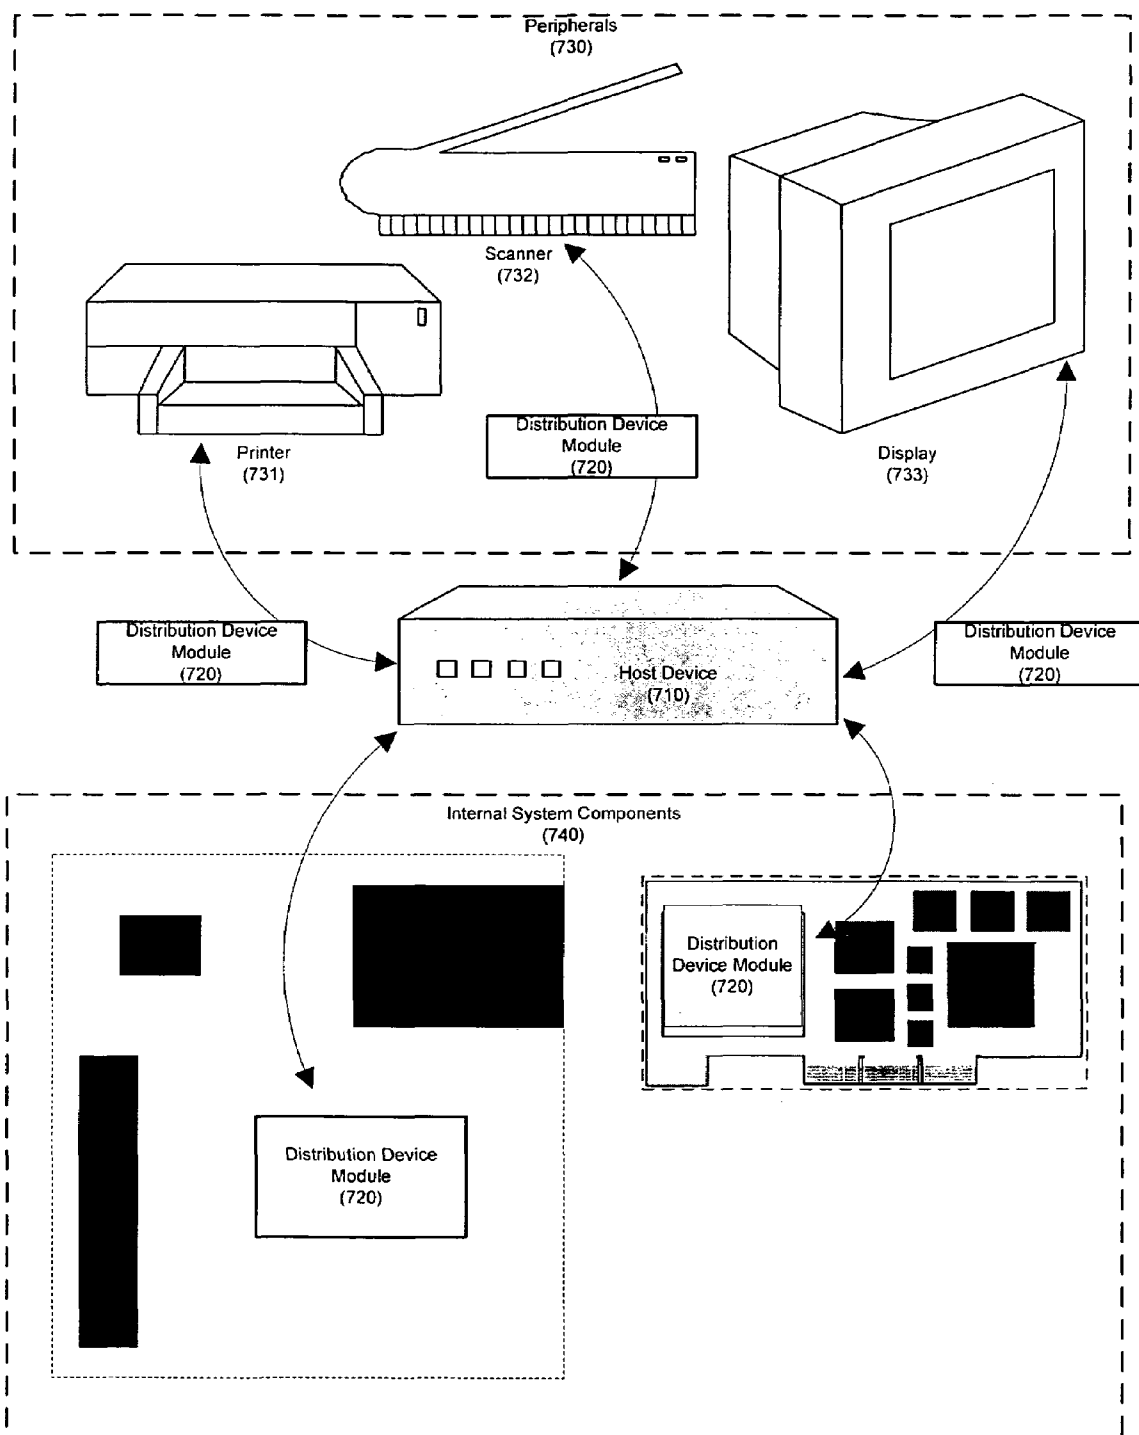 Peripherals
(730)
Scanner
(732)
Printer
(731)
Distribution Device
Module
(720)
Display
(733)
Distribution Device
Module
(720)
Host Device
(710)
Distribution Device
Module
(720)
Internal System Components
(740)
Distribution
Device Module
(720)
Distribution Device
Module
(720)